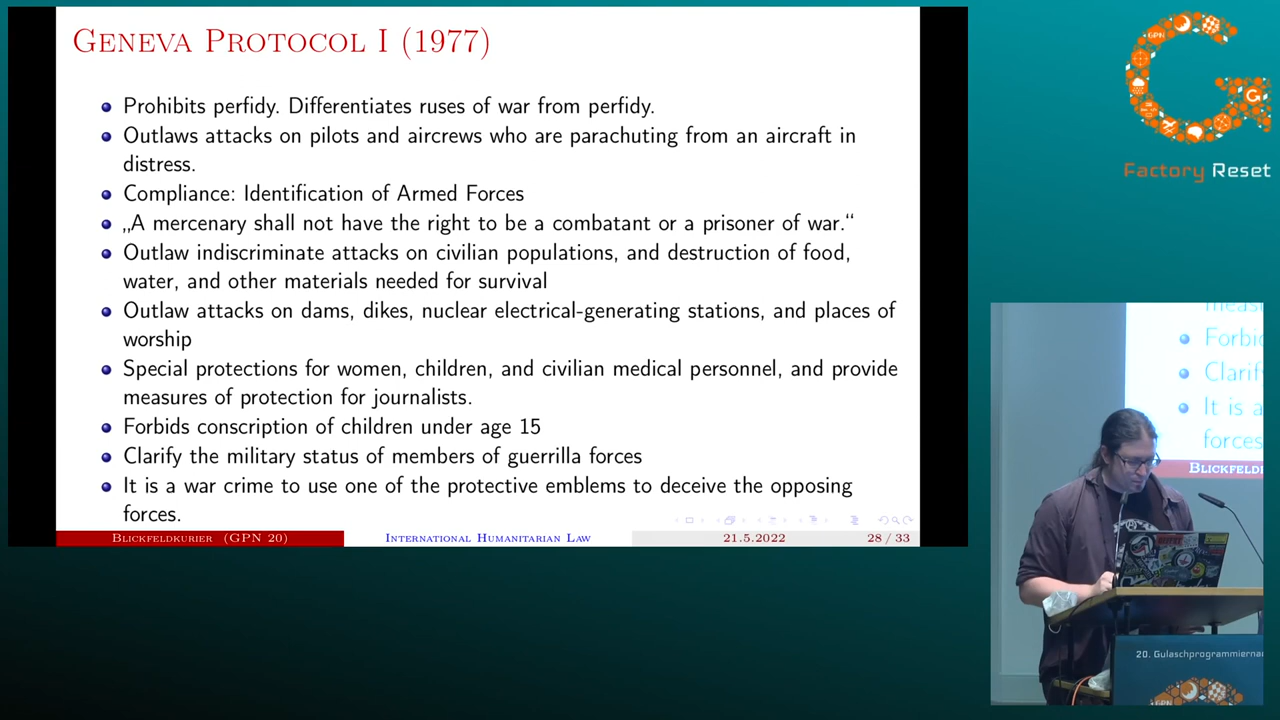 GENEVA PROTOCOL I (1977)
Prohibits perfidy. Differentiates ruses of war from perfidy.
Outlaws attacks on pilots and aircrews who are parachuting from an aircraft in
distress.
Compliance: Identification of Armed Forces
„A mercenary shall not have the right to be a combatant or a prisoner of war.“
Outlaw indiscriminate attacks on civilian populations, and destruction of food,
water, and other materials needed for survival
Outlaw attacks on dams, dikes, nuclear electrical-generating stations, and places of
worship
Special protections for women, children, and civilian medical personnel, and provide
measures of protection for journalists.
Forbids conscription of children under age 15
Clarify the military status of members of guerrilla forces
It is a war crime to use one of the protective emblems to deceive the opposing
forces.
BLICKFELDKURIER (GPN 20)
INTERNATIONAL HUMANITARIAN LAW
21.5.2022
28 / 33
GPN
G
Factory Reset
Forbi
Clarif
It is a
forces
BLICKFELD
20. Gulaschprogrammierna